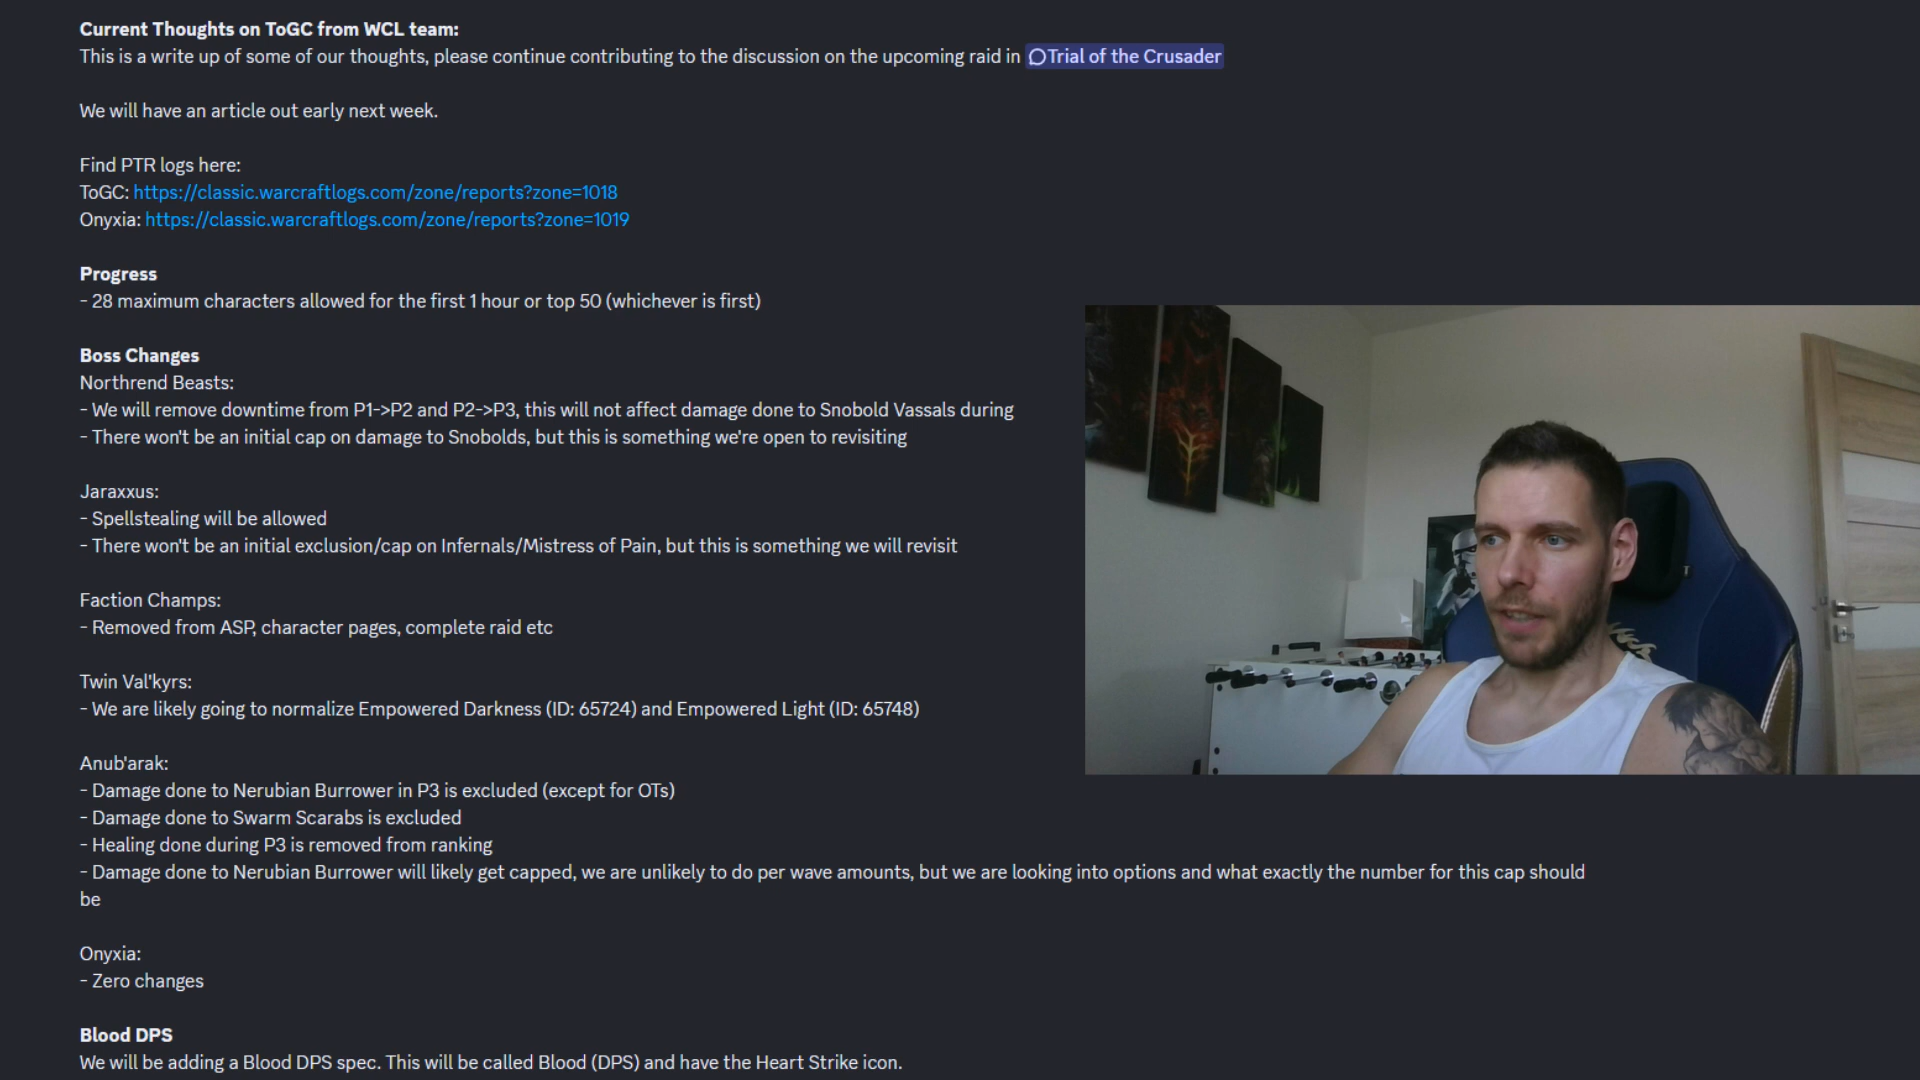 Current Thoughts on ToGC from WCL team:
This is a write up of some of our thoughts, please continue contributing to the discussion on the upcoming raid in Trial of the Crusader
We will have an article out early next week.
Find PTR logs here:
ToGC: https://classic.warcraftlogs.com/zone/reports?zone=1018
Onyxia: https://classic.warcraftlogs.com/zone/reports?zone=1019
Progress
- 28 maximum characters allowed for the first 1 hour or top 50 (whichever is first)
Boss Changes
Northrend Beasts:
- We will remove downtime from P1->P2 and P2->P3, this will not affect damage done to Snobold Vassals during
- There won't be an initial cap on damage to Snobolds, but this is something we're open to revisiting
Jaraxxus:
- Spellstealing will be allowed
- There won't be an initial exclusion/cap on Infernals/Mistress of Pain, but this is something we will revisit
Faction Champs:
- Removed from ASP, character pages, complete raid etc
Twin Val'kyrs:
- We are likely going to normalize Empowered Darkness (ID: 65724) and Empowered Light (ID: 65748)
Anub'arak:
- Damage done to Nerubian Burrower in P3 is excluded (except for OTs)
- Damage done to Swarm Scarabs is excluded
- Healing done during P3 is removed from ranking
- Damage done to Nerubian Burrower will likely get capped, we are unlikely to do per wave amounts, but we are looking into options and what exactly the number for this cap should
be
Onyxia:
- Zero changes
Blood DPS
We will be adding a Blood DPS spec. This will be called Blood (DPS) and have the Heart Strike icon.